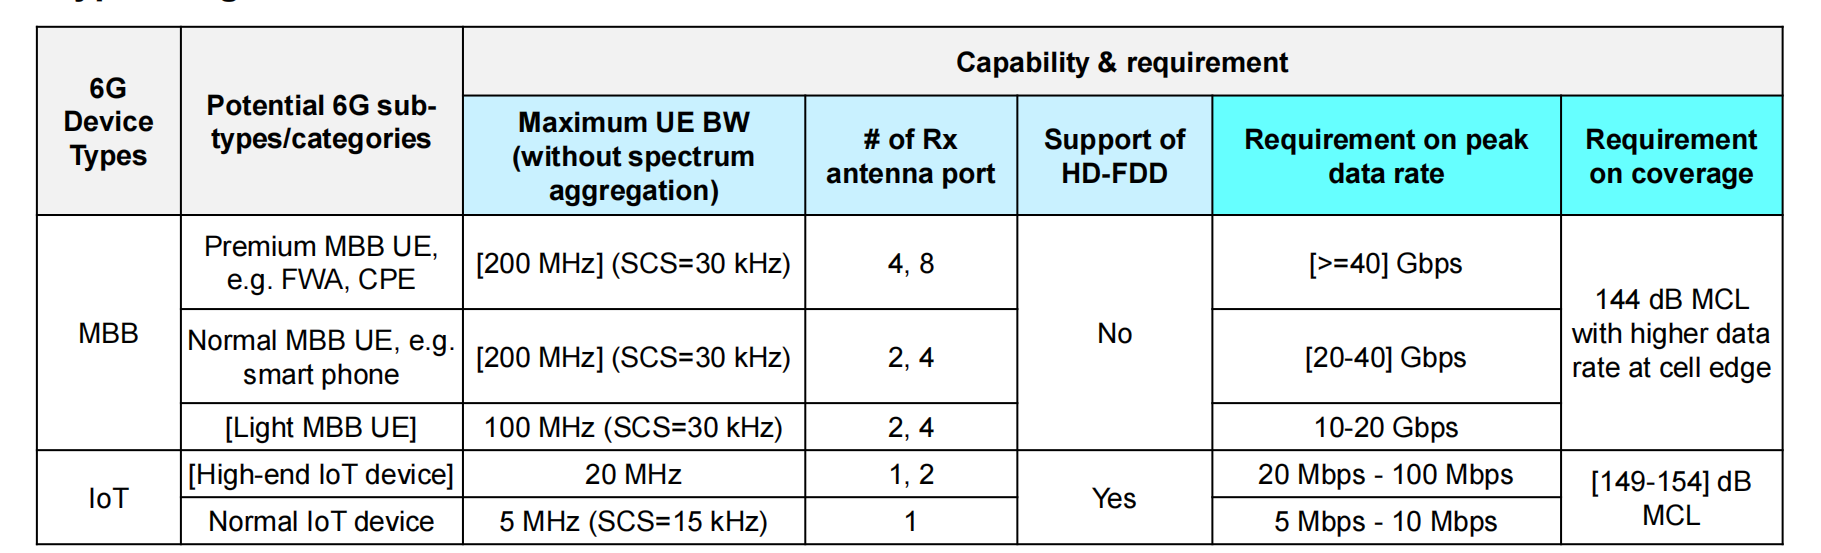 6G
Device
Types
Potential 6G sub-
types/categories
Capability & requirement
Maximum UE BW
(without spectrum
aggregation)
# of Rx
antenna port
Support of
HD-FDD
Requirement on peak
data rate
Requirement
on coverage
MBB
Premium MBB UE,
e.g. FWA, CPE
[200 MHz] (SCS=30 kHz)
4, 8
No
[>=40] Gbps
144 dB MCL
with higher data
rate at cell edge
Normal MBB UE, e.g.
smart phone
[200 MHz] (SCS=30 kHz)
2, 4
[20-40] Gbps
[Light MBB UE]
100 MHz (SCS=30 kHz)
2, 4
10-20 Gbps
IoT
[High-end IoT device]
20 MHz
1, 2
Yes
20 Mbps - 100 Mbps
[149-154] dB
MCL
Normal IoT device
5 MHz (SCS=15 kHz)
1
5 Mbps - 10 Mbps